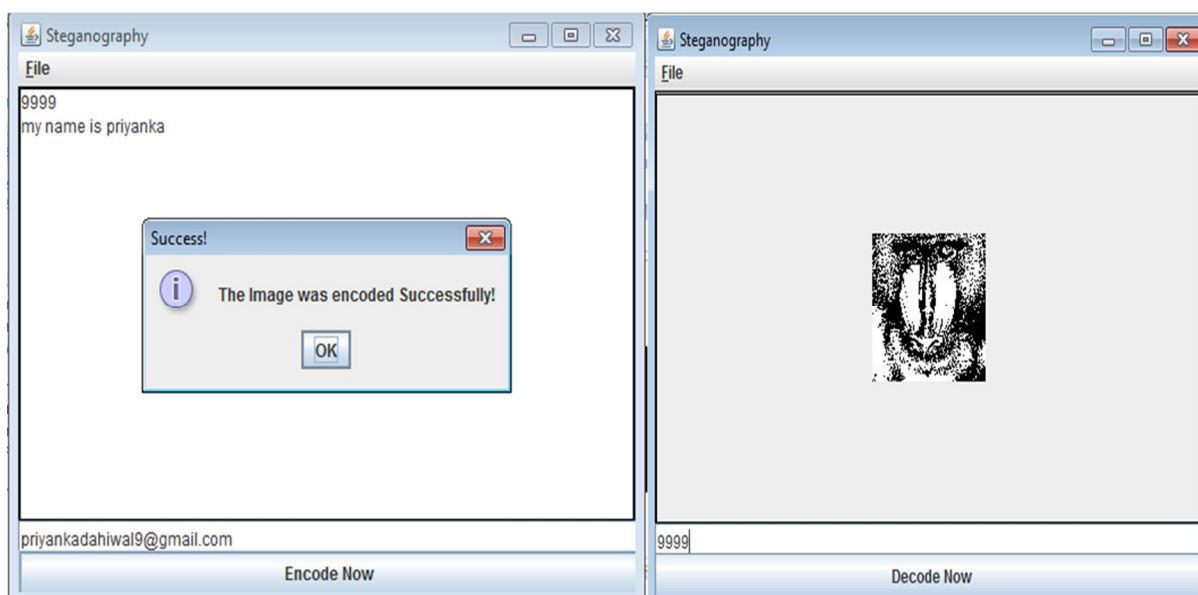 Steganography
File
9999
my name is priyanka
Success!
The Image was encoded Successfully!
OK
priyankadahiwal9@gmail.com
Encode Now
Steganography
File
9999
Decode Now